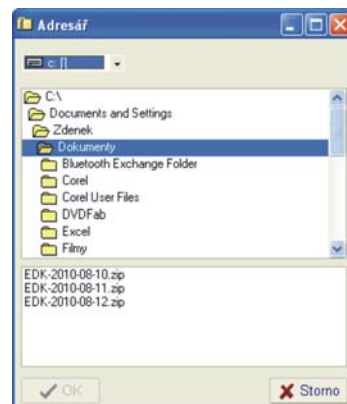 Adresář
c: []
C:\
Documents and Settings
Zdenek
Dokumenty
Bluetooth Exchange Folder
Corel
Corel User Files
DVDFab
Excel
Filmy
EDK-2010-08-10.zip
EDK-2010-08-11.zip
EDK-2010-08-12.zip
OK
Storno